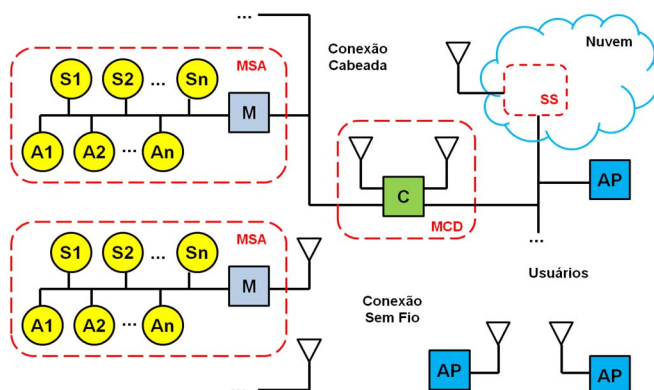 ...
Conexão
Cabeada
Nuvem
MSA
S1 S2 ... Sn
M
SS
A1 A2 ... An
C
AP
MCD
...
MSA
S1 S2 ... Sn
M
Usuários
A1 A2 ... An
Conexão
Sem Fio
AP
AP
...